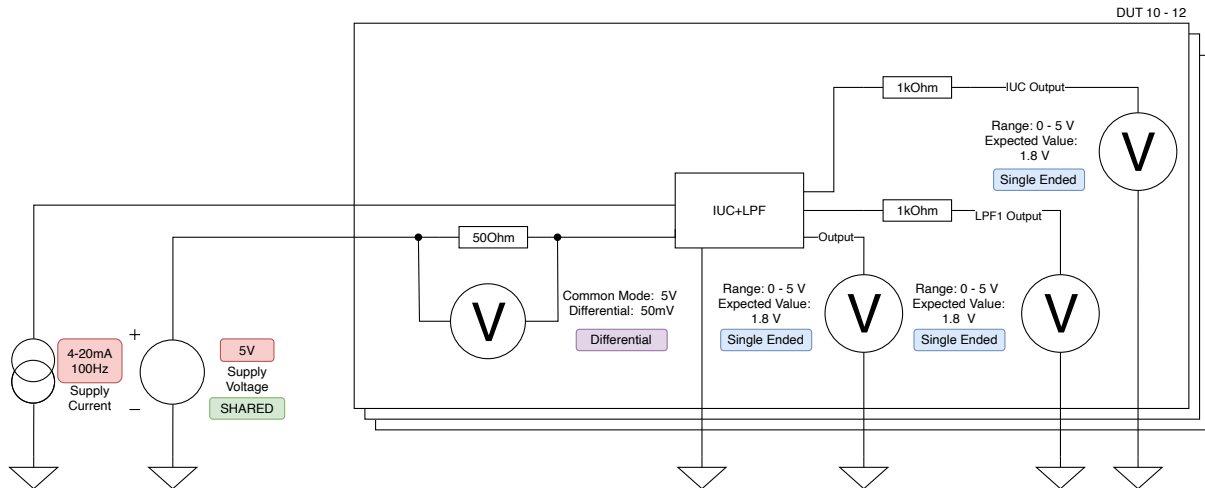 DUT 10 - 12
1kOhm
IUC Output
Range: 0 - 5 V
Expected Value:
1.8 V
Single Ended
V
IUC+LPF
1kOhm
LPF1 Output
50Ohm
Output
V
Common Mode: 5V
Differential: 50mV
Differential
Range: 0 - 5 V
Expected Value:
1.8 V
Single Ended
V
Range: 0 - 5 V
Expected Value:
1.8 V
Single Ended
V
4-20mA
100Hz
Supply
Current
+
−
5V
Supply
Voltage
SHARED